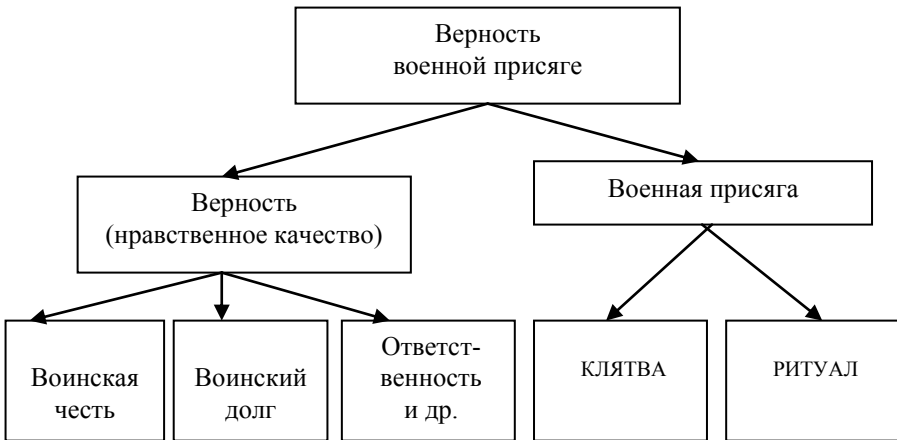 Верность
военной присяге
Верность
(нравственное качество)
Военная присяга
Воинская
честь
Воинский
долг
Ответст-
венность
и др.
КЛЯТВА
РИТУАЛ